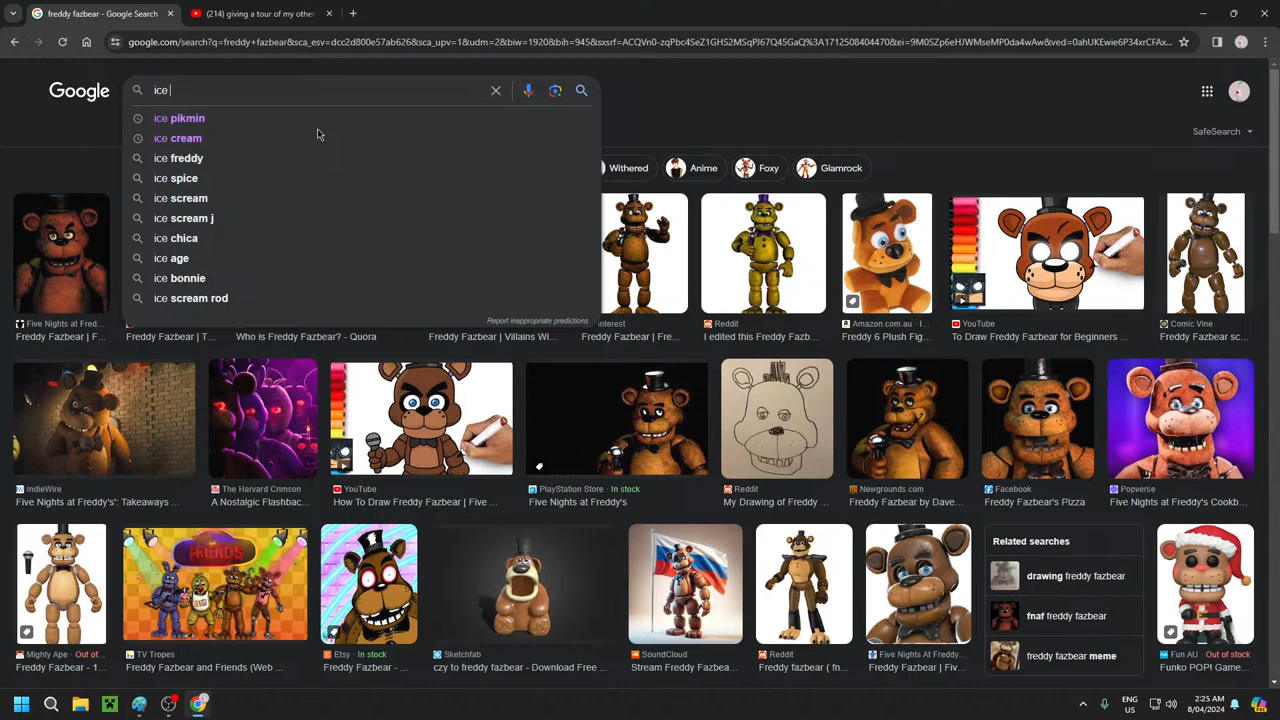 freddy fazbear - Google Search
(214) giving a tour of my other
google.com/search?q=freddy+fazbear&sca_esv=dcc2d800e57ab626&sca_upv=1&udm=2&biw=1920&bih=945&sxsrf=ACQVn0-zqPbc4SeZ1GHS2MSqPJ67Q45GaQ%3A1712508404470&ei=9M0SZp6eHJWMseMP0da4wAw&ved=0ahUKEwie6P34xrCFAx...
Google
ice
ice pikmin
ice cream
ice freddy
ice spice
ice scream
ice scream j
ice chica
ice age
ice bonnie
ice scream rod
Report inappropriate predictions
SafeSearch
Withered
Anime
Foxy
Glamrock
Five Nights at Fred...
Freddy Fazbear | F...
Freddy Fazbear | T...
Who is Freddy Fazbear? - Quora
Freddy Fazbear | Villains Wi...
interest
Freddy Fazbear | Fre...
Reddit
I edited this Freddy Fazb...
Amazon.com.au · I...
Freddy 6 Plush Fig...
YouTube
To Draw Freddy Fazbear for Beginners ...
Comic Vine
Freddy Fazbear sc...
IndieWire
Five Nights at Freddy's': Takeaways ...
The Harvard Crimson
A Nostalgic Flashfac...
YouTube
How To Draw Freddy Fazbear | Five ...
PlayStation Store · In stock
Five Nights at Freddy's
Reddit
My Drawing of Freddy ...
Newgrounds.com
Freddy Fazbear by Dave...
Facebook
Freddy Fazbear's Pizza
Popverse
Five Nights at Freddy's Cookb...
FRIENDS
Related searches
drawing freddy fazbear
fnaf freddy fazbear
freddy fazbear meme
Mighty Ape · Out of...
Freddy Fazbear - 1...
TV Tropes
Freddy Fazbear and Friends (Web ...
Etsy · In stock
Freddy Fazbear - ...
Sketchfab
czy to freddy fazbear - Download Free ...
SoundCloud
Stream Freddy Fazbea...
Reddit
Freddy fazbear ( fn...
Five Nights At Freddy...
Freddy Fazbear | Five ...
Fun AU · Out of s...
Funko POP! Game...
ENG
US
2:25 AM
8/04/2024